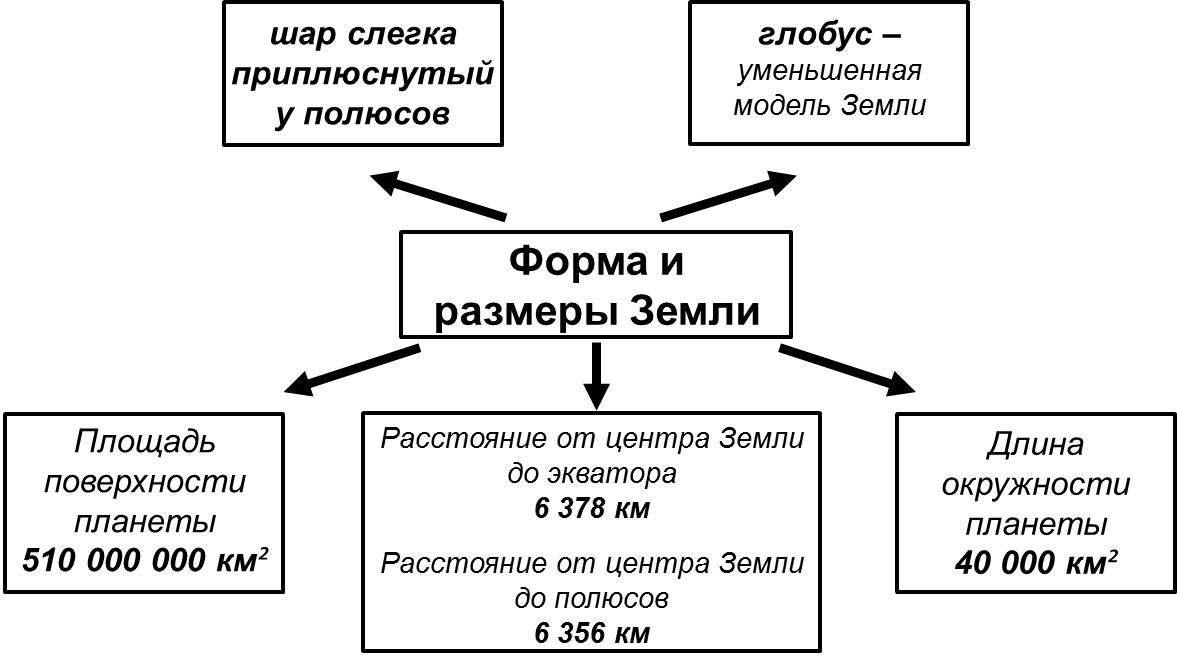 шар слегка
приплюснутый
у полюсов
глобус –
уменьшенная
модель Земли
Форма и
размеры Земли
Площадь
поверхности
планеты
510 000 000 км²
Расстояние от центра Земли
до экватора
6 378 км
Расстояние от центра Земли
до полюсов
6 356 км
Длина
окружности
планеты
40 000 км²